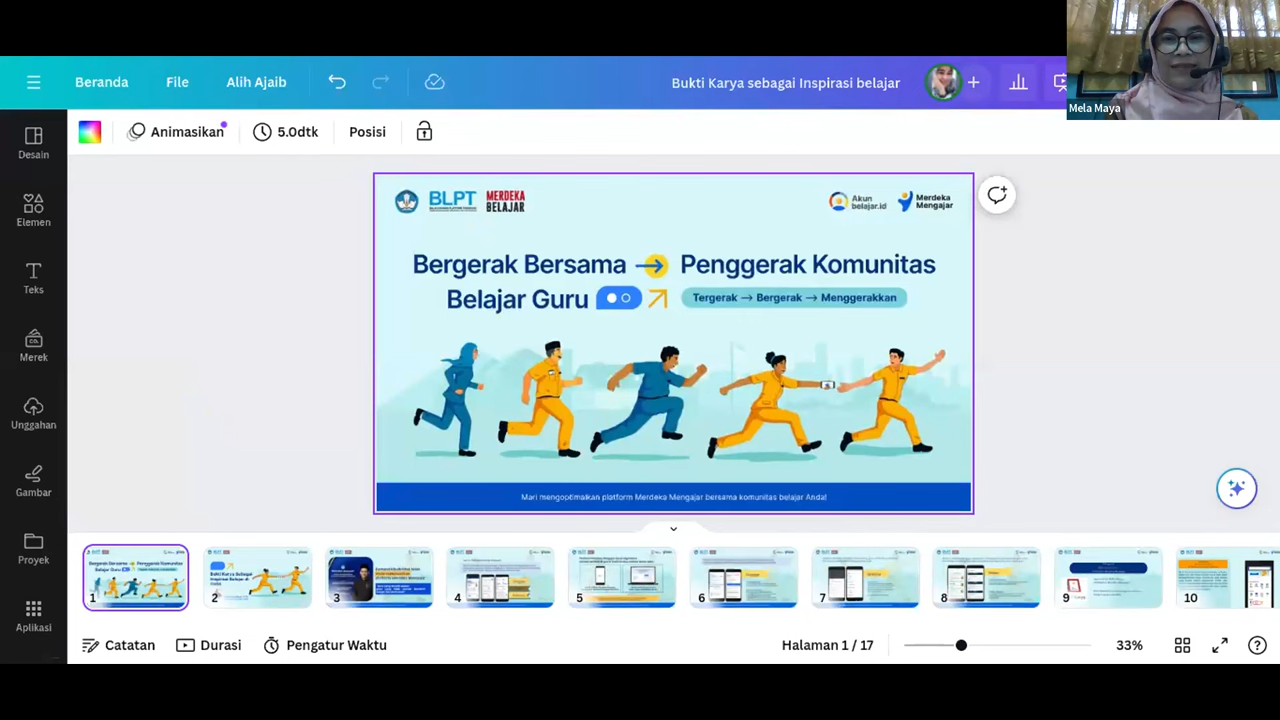 Beranda
File
Alih Ajaib
Bukti Karya sebagai Inspirasi belajar
Mela Maya
Animasikan
5.0dtk
Posisi
Desain
Elemen
Teks
Merek
Unggahan
Gambar
Proyek
Aplikasi
BLPT
MERDEKA
BELAJAR
Akun
belajar.id
Merdeka
Mengajar
Bergerak Bersama → Penggerak Komunitas
Belajar Guru
Tergerak → Bergerak → Menggerakkan
Mari mengoptimalkan platform Merdeka Mengajar bersama komunitas belajar Anda!
1
2
3
4
5
6
7
8
9
10
Catatan
Durasi
Pengatur Waktu
Halaman 1 / 17
33%